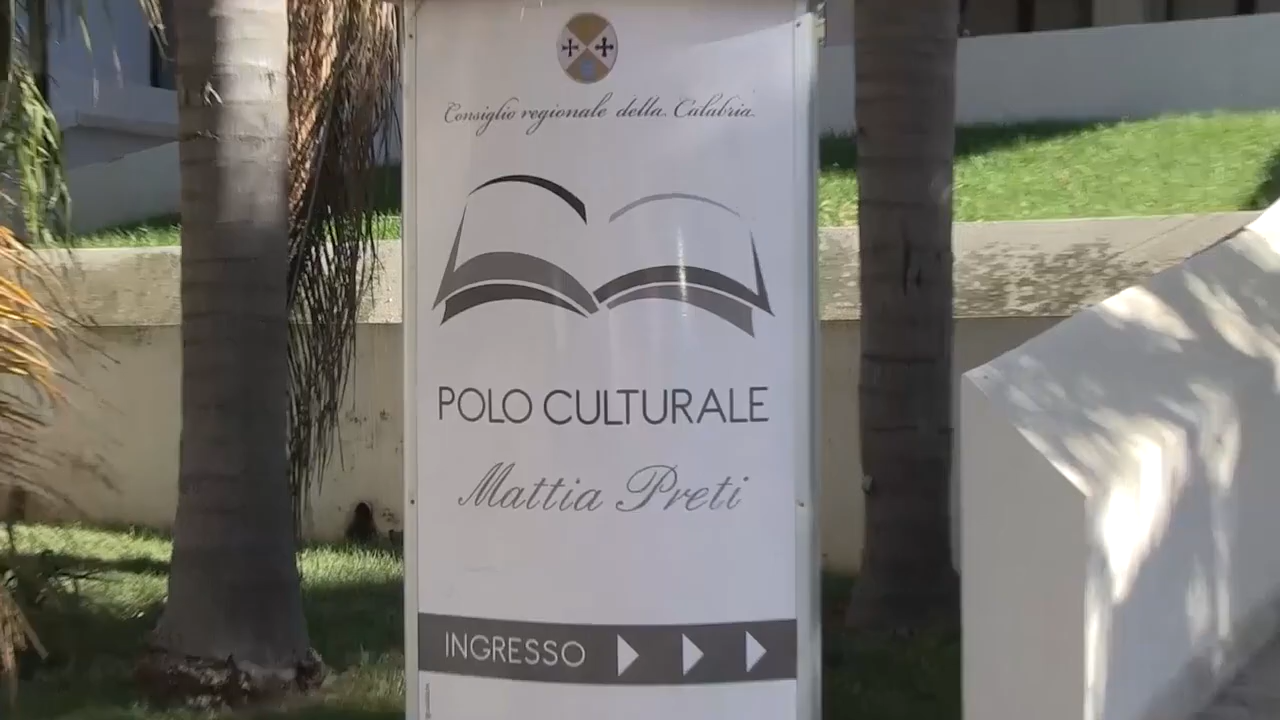 Consiglio regionale della Calabria
POLO CULTURALE
Mattia Preti
INGRESSO